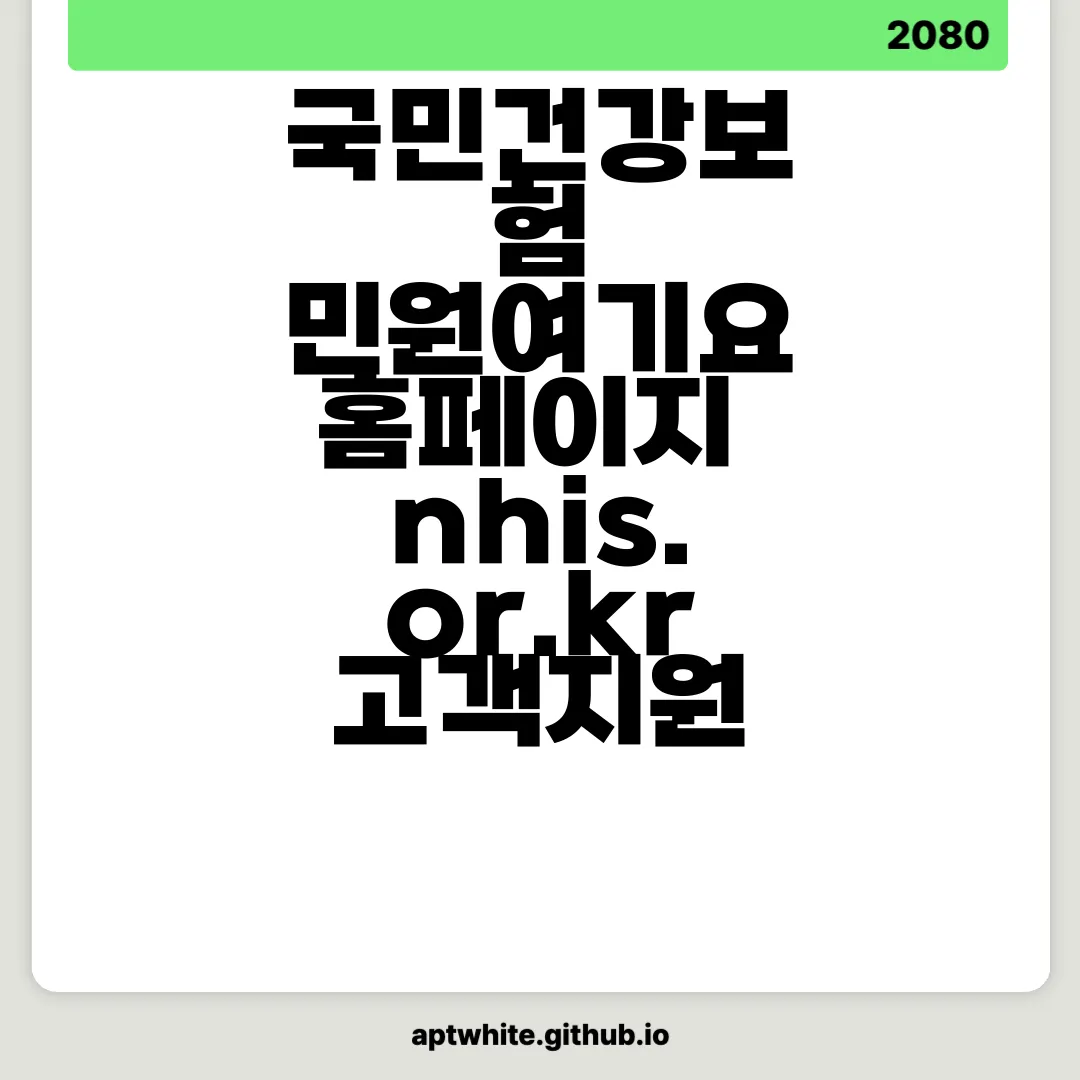 2080
국민건강보
험
민원여기요
홈페이지
nhis.
or.kr
고객지원
aptwhite.github.io